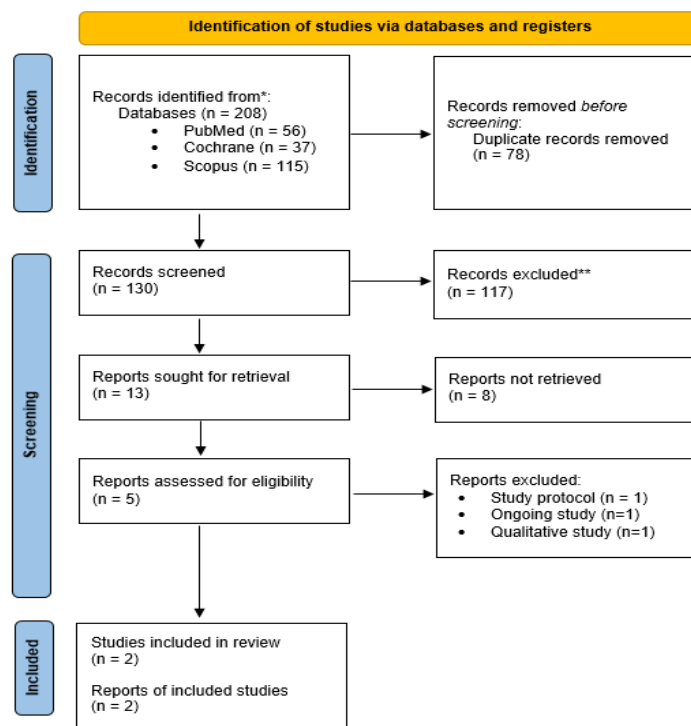 Identification of studies via databases and registers
Identification
Records identified from*:
Databases (n = 208)
• PubMed (n = 56)
• Cochrane (n = 37)
• Scopus (n = 115)
Records removed before
screening:
Duplicate records removed
(n = 78)
Screening
Records screened
(n = 130)
Records excluded**
(n = 117)
Reports sought for retrieval
(n = 13)
Reports not retrieved
(n = 8)
Reports assessed for eligibility
(n = 5)
Reports excluded:
• Study protocol (n = 1)
• Ongoing study (n=1)
• Qualitative study (n=1)
Included
Studies included in review
(n = 2)
Reports of included studies
(n = 2)